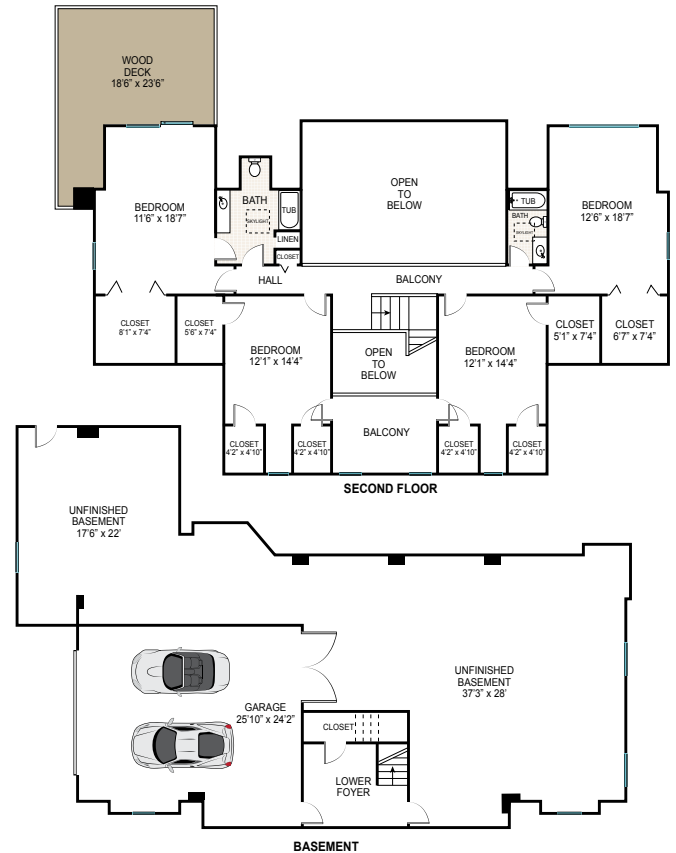 WOOD
DECK
18'6" x 23'6"
BEDROOM
11'6" x 18'7"
BATH
SKYLIGHT
TUB
LINEN
CLOSET
OPEN
TO
BELOW
TUB
BATH
SKYLIGHT
BEDROOM
12'6" x 18'7"
HALL
BALCONY
CLOSET
8'1" x 7'4"
CLOSET
5'6" x 7'4"
BEDROOM
12'1" x 14'4"
OPEN
TO
BELOW
BEDROOM
12'1" x 14'4"
CLOSET
5'1" x 7'4"
CLOSET
6'7" x 7'4"
CLOSET
4'2" x 4'10"
CLOSET
4'2" x 4'10"
BALCONY
CLOSET
4'2" x 4'10"
CLOSET
4'2" x 4'10"
SECOND FLOOR
UNFINISHED
BASEMENT
17'6" x 22'
GARAGE
25'10" x 24'2"
UNFINISHED
BASEMENT
37'3" x 28'
CLOSET
LOWER
FOYER
BASEMENT